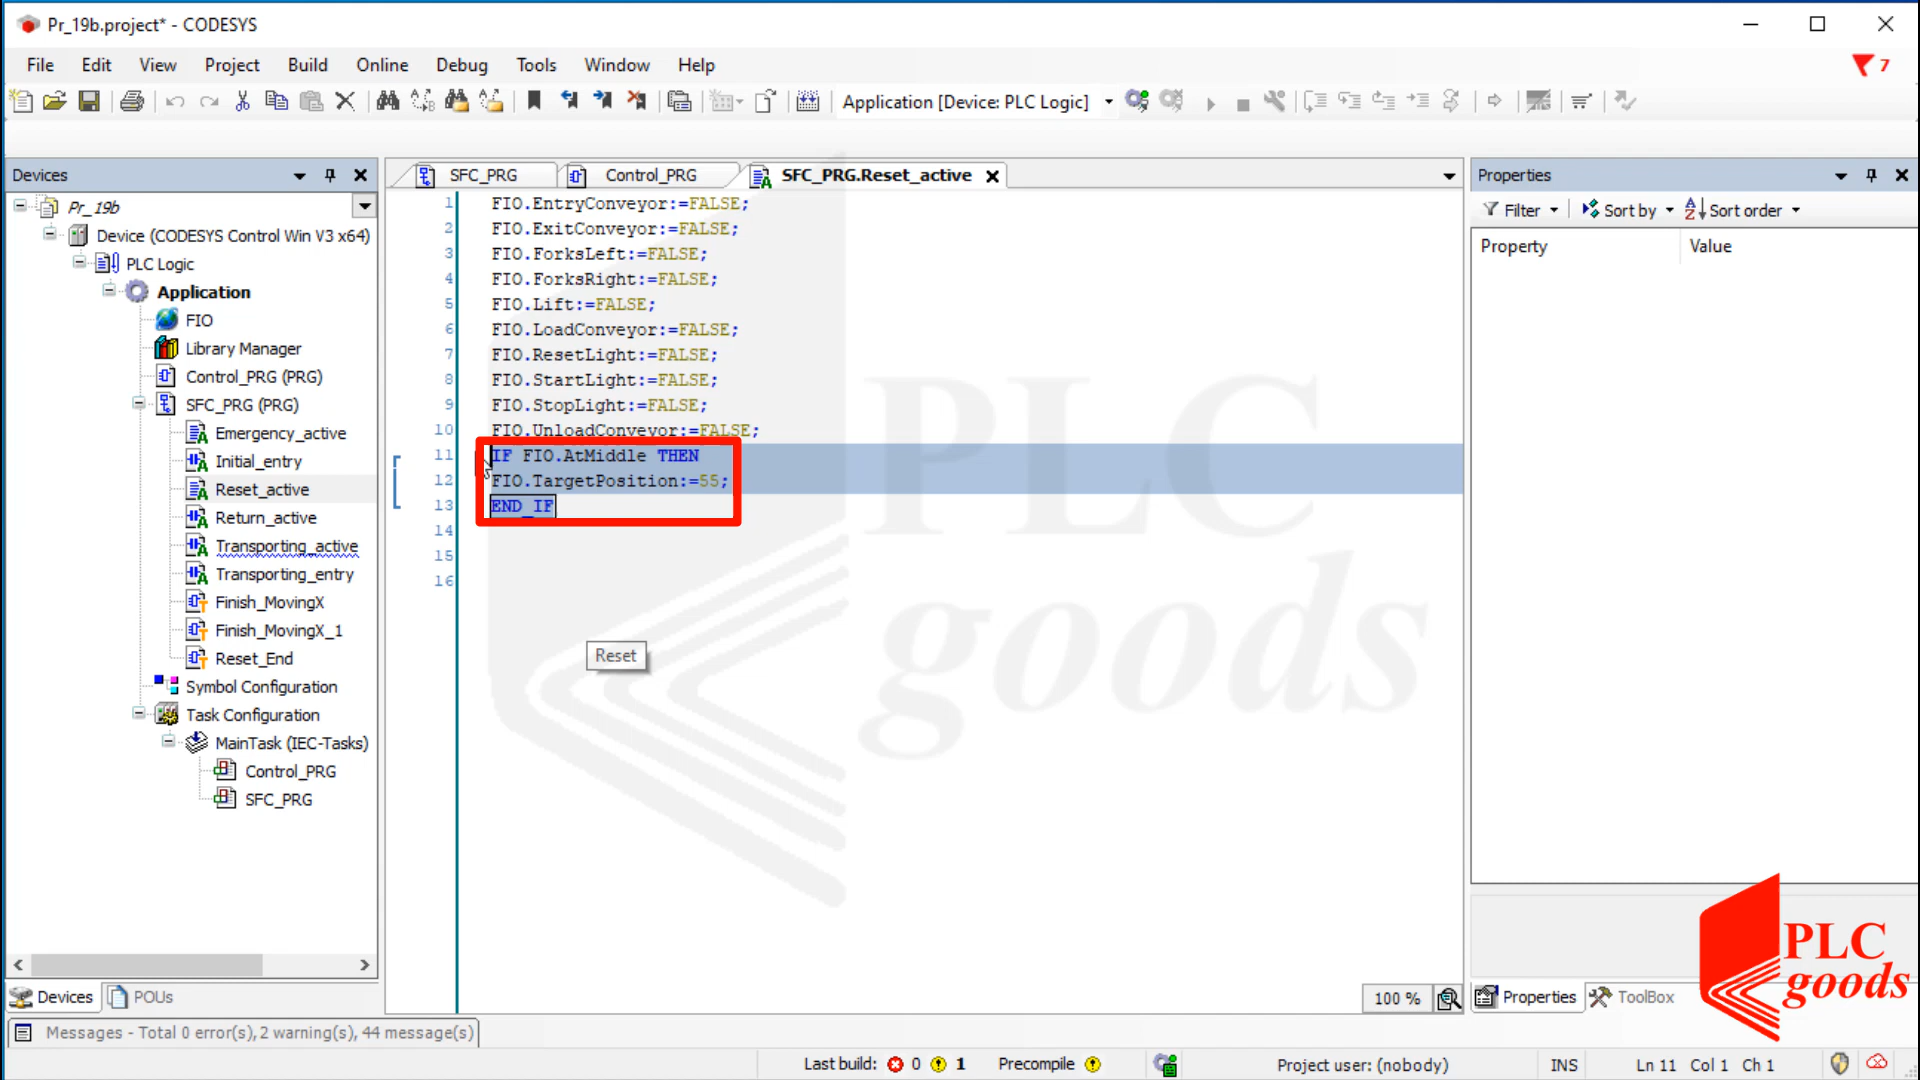 Pr_19b.project* - CODESYS
File Edit View Project Build Online Debug Tools Window Help
7
Application [Device: PLC Logic]
Devices
Pr_19b
Device (CODESYS Control Win V3 x64)
PLC Logic
Application
FIO
Library Manager
Control_PRG (PRG)
SFC_PRG (PRG)
Emergency_active
Initial_entry
Reset_active
Return_active
Transporting_active
Transporting_entry
Finish_MovingX
Finish_MovingX_1
Reset_End
Symbol Configuration
Task Configuration
MainTask (IEC-Tasks)
Control_PRG
SFC_PRG
Devices POUs
SFC_PRG Control_PRG SFC_PRG.Reset_active
1 FIO.EntryConveyor:=FALSE;
2 FIO.ExitConveyor:=FALSE;
3 FIO.ForksLeft:=FALSE;
4 FIO.ForksRight:=FALSE;
5 FIO.Lift:=FALSE;
6 FIO.LoadConveyor:=FALSE;
7 FIO.ResetLight:=FALSE;
8 FIO.StartLight:=FALSE;
9 FIO.StopLight:=FALSE;
10 FIO.UnloadConveyor:=FALSE;
11 IF FIO.AtMiddle THEN
12 FIO.TargetPosition:=55;
13 END_IF
14
15
16
Reset
PLC
goods
100 %
Properties
Filter Sort by Sort order
Property Value
Properties ToolBox
PLC
goods
Messages - Total 0 error(s), 2 warning(s), 44 message(s)
Last build: 0 1 Precompile Project user: (nobody) INS Ln 11 Col 1 Ch 1